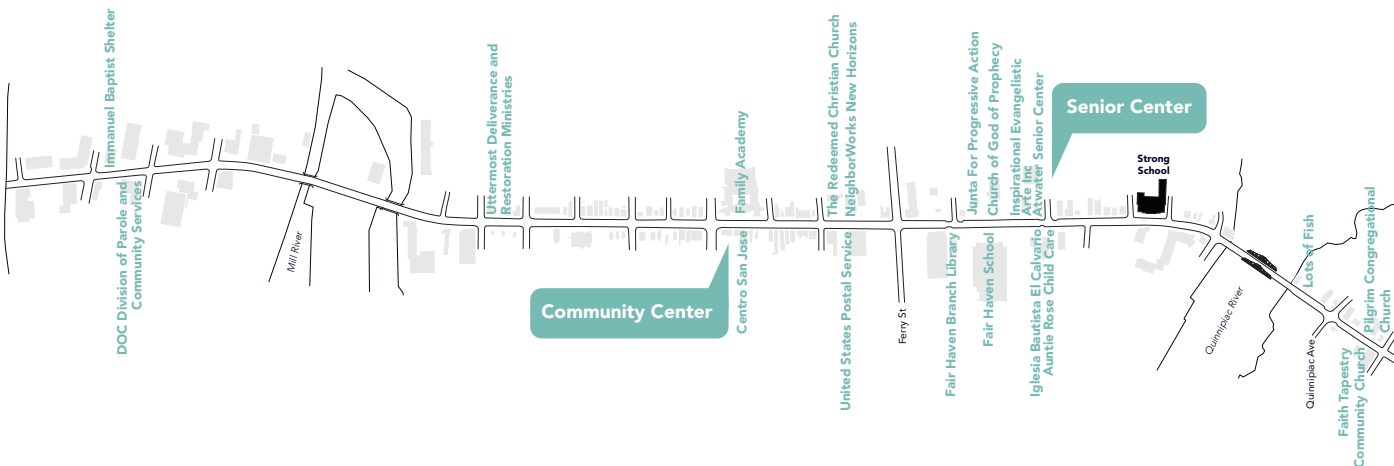 Immanuel Baptist Shelter
DOC Division of Parole and
Community Services
Mill River
Uttermost Deliverance and
Restoration Ministries
Community Center
Family Academy
Centro San Jose
The Redeemed Christian Church
NeighborWorks New Horizons
United States Postal Service
Ferry St
Fair Haven Branch Library
Junta For Progressive Action
Church of God of Prophecy
Fair Haven School
Inspirational Evangelistic
Arte Inc
Atwater Senior Center
Iglesia Bautista El Calvario
Auntie Rose Child Care
Senior Center
Strong
School
Quinnipiac River
Lots of Fish
Quinnipiac Ave
Faith Tapestry
Community Church
Pilgrim Congregational
Church